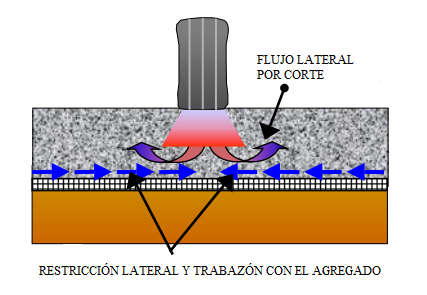 FLUJO LATERAL
POR CORTE
RESTRICCIÓN LATERAL Y TRABAZÓN CON EL AGREGADO